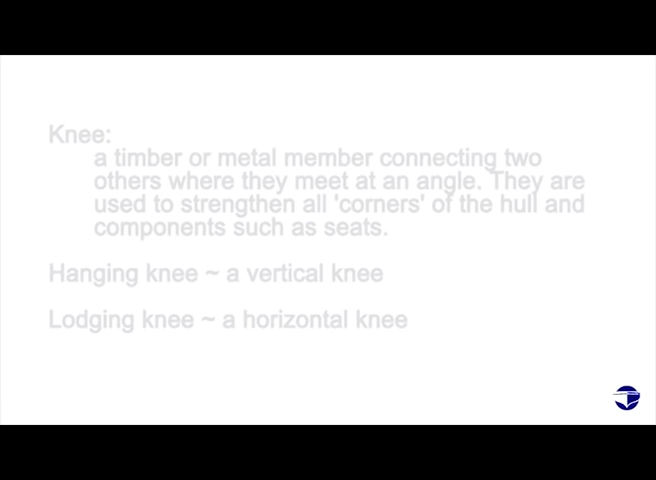 Knee:
a timber or metal member connecting two
others where they meet at an angle. They are
used to strengthen all 'corners' of the hull and
components such as seats.
Hanging knee ~ a vertical knee
Lodging knee ~ a horizontal knee